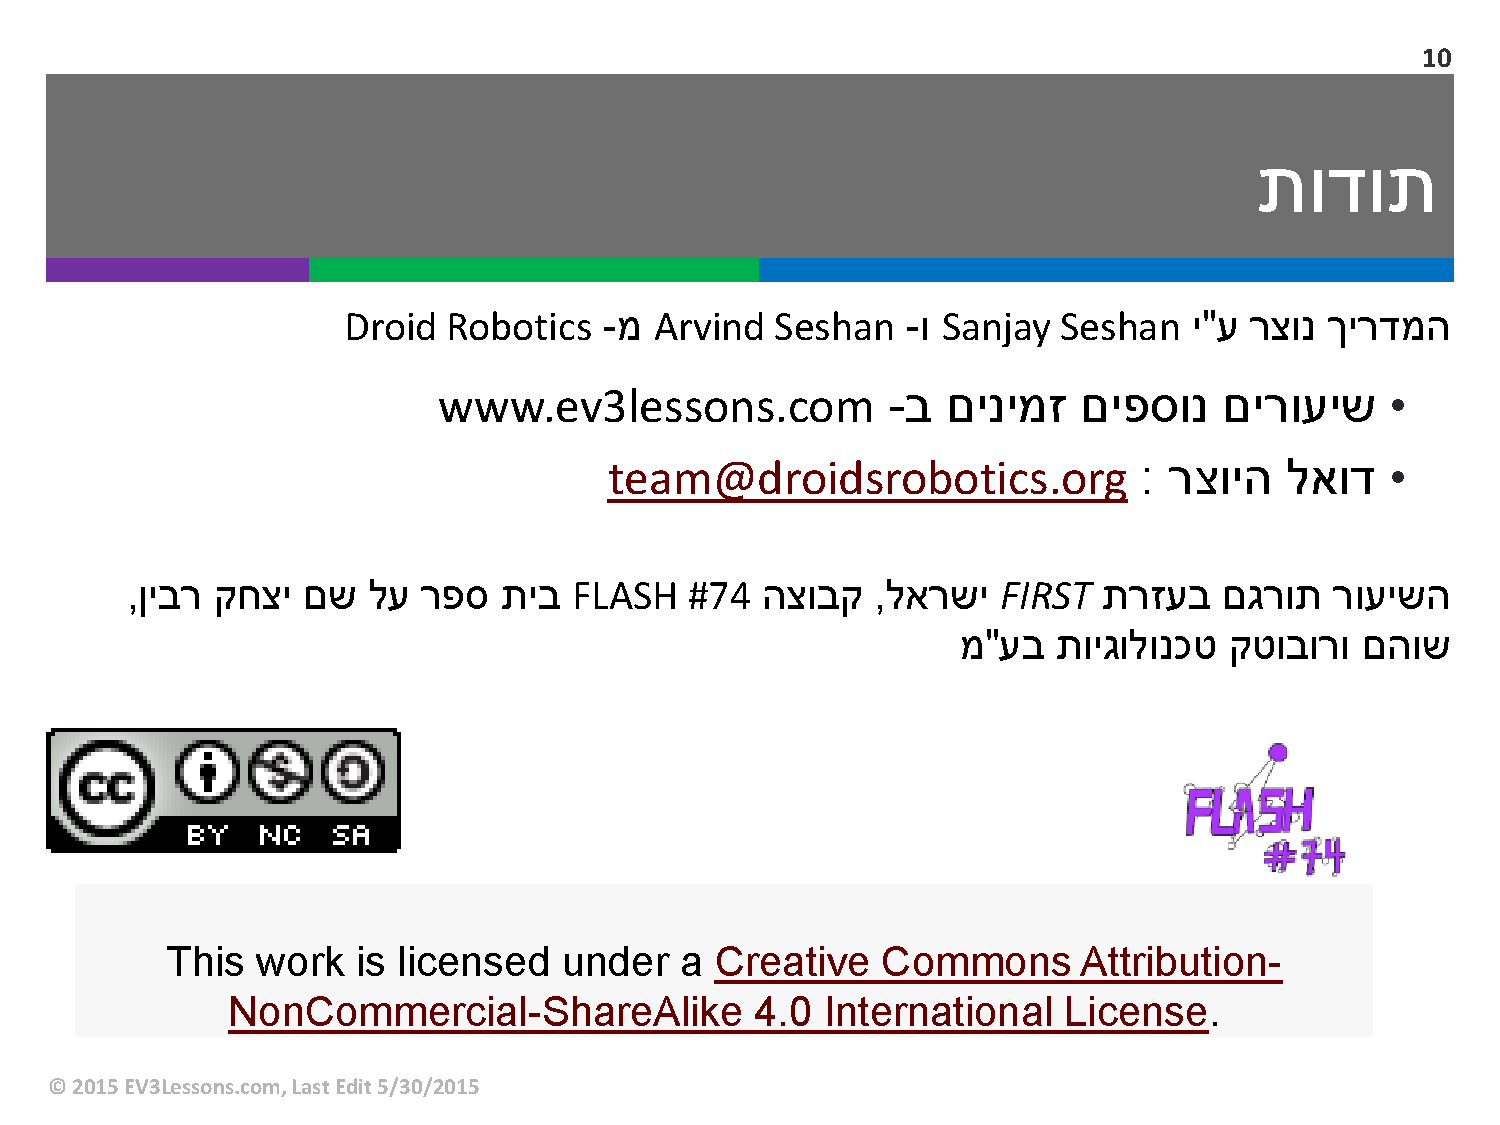 10
תודות
המדריך נוצר ע"י Sanjay Seshan ו- Arvind Seshan מ- Droid Robotics
• שיעורים נוספים זמינים ב- www.ev3lessons.com
• דואל היוצר : team@droidsrobotics.org
השיעור תורגם בעזרת FIRST ישראל, קבוצה FLASH #74 בית ספר על שם יצחק רבין,
שוהם ורובוטק טכנולוגיות בע"מ
CC BY NC SA
FLASH
#74
This work is licensed under a Creative Commons Attribution-
NonCommercial-ShareAlike 4.0 International License.
© 2015 EV3Lessons.com, Last Edit 5/30/2015